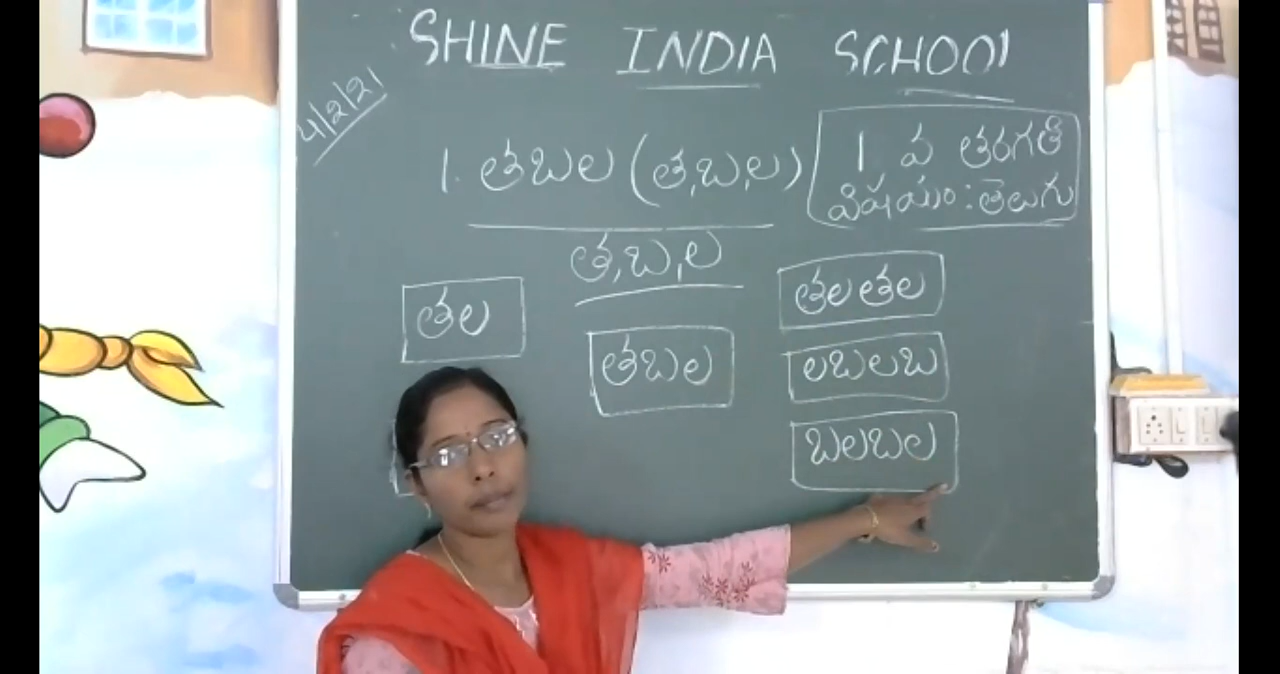 SHINE INDIA SCHOOl
4/2/21
1. తబల (త,బ,ల)
1 వ తరగతి
విషయం : తెలుగు
త,బ,ల
తల
తబల
తలతల
లబలబ
బలబల